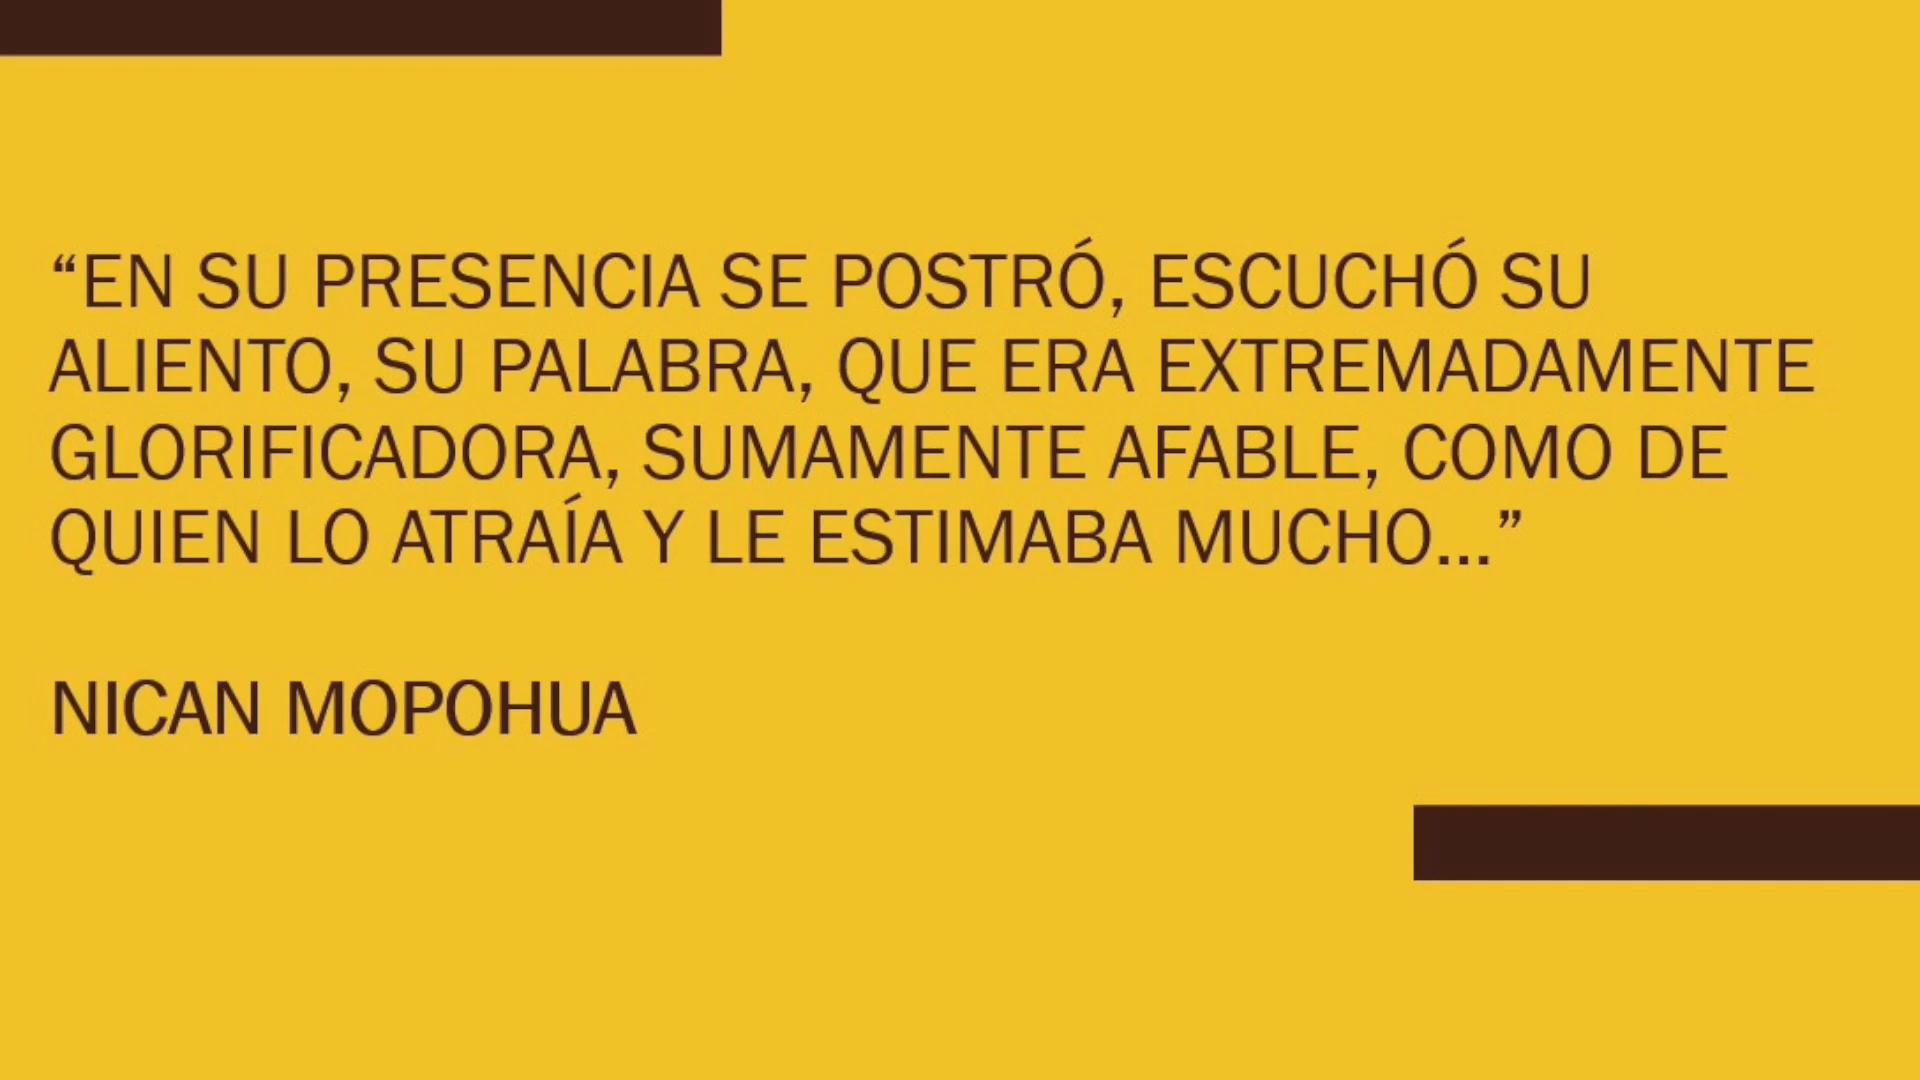 “EN SU PRESENCIA SE POSTRÓ, ESCUCHÓ SU
ALIENTO, SU PALABRA, QUE ERA EXTREMADAMENTE
GLORIFICADORA, SUMAMENTE AFABLE, COMO DE
QUIEN LO ATRAÍA Y LE ESTIMABA MUCHO...”
NICAN MOPOHUA